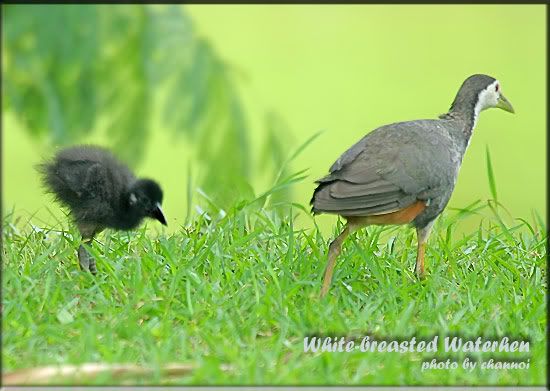 White-breasted Waterhen
photo by channoi